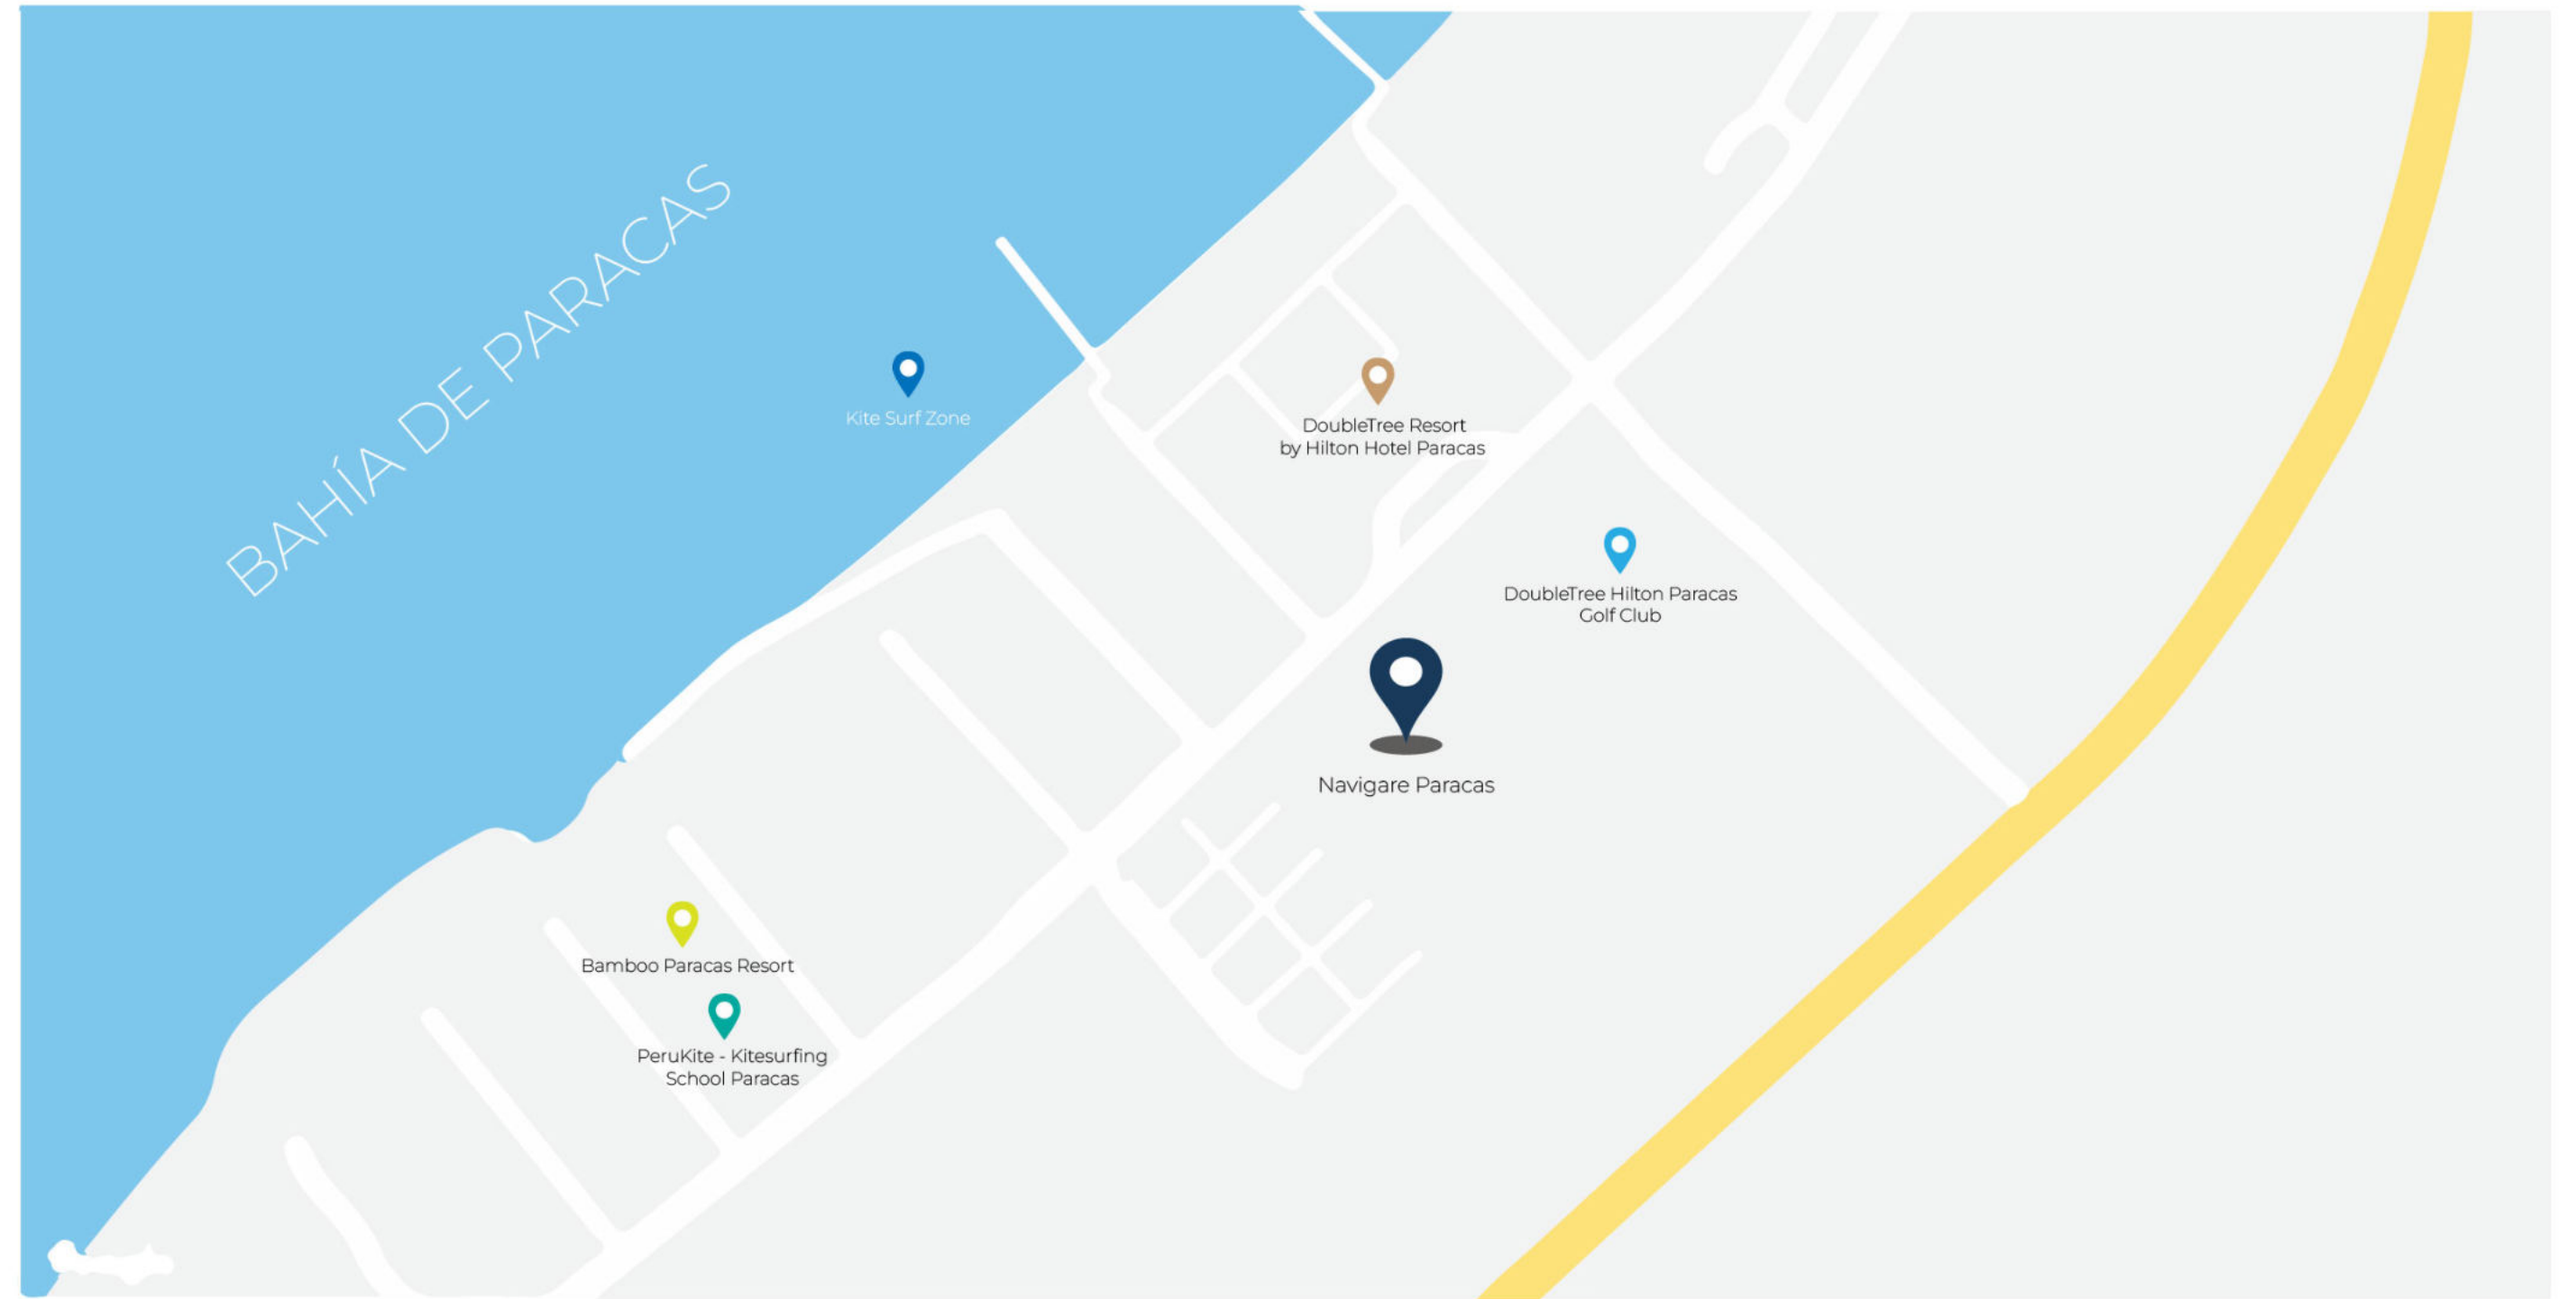 BAHÍA DE PARACAS
Kite Surf Zone
DoubleTree Resort
by Hilton Hotel Paracas
DoubleTree Hilton Paracas
Golf Club
Navigare Paracas
Bamboo Paracas Resort
PeruKite - Kitesurfing
School Paracas